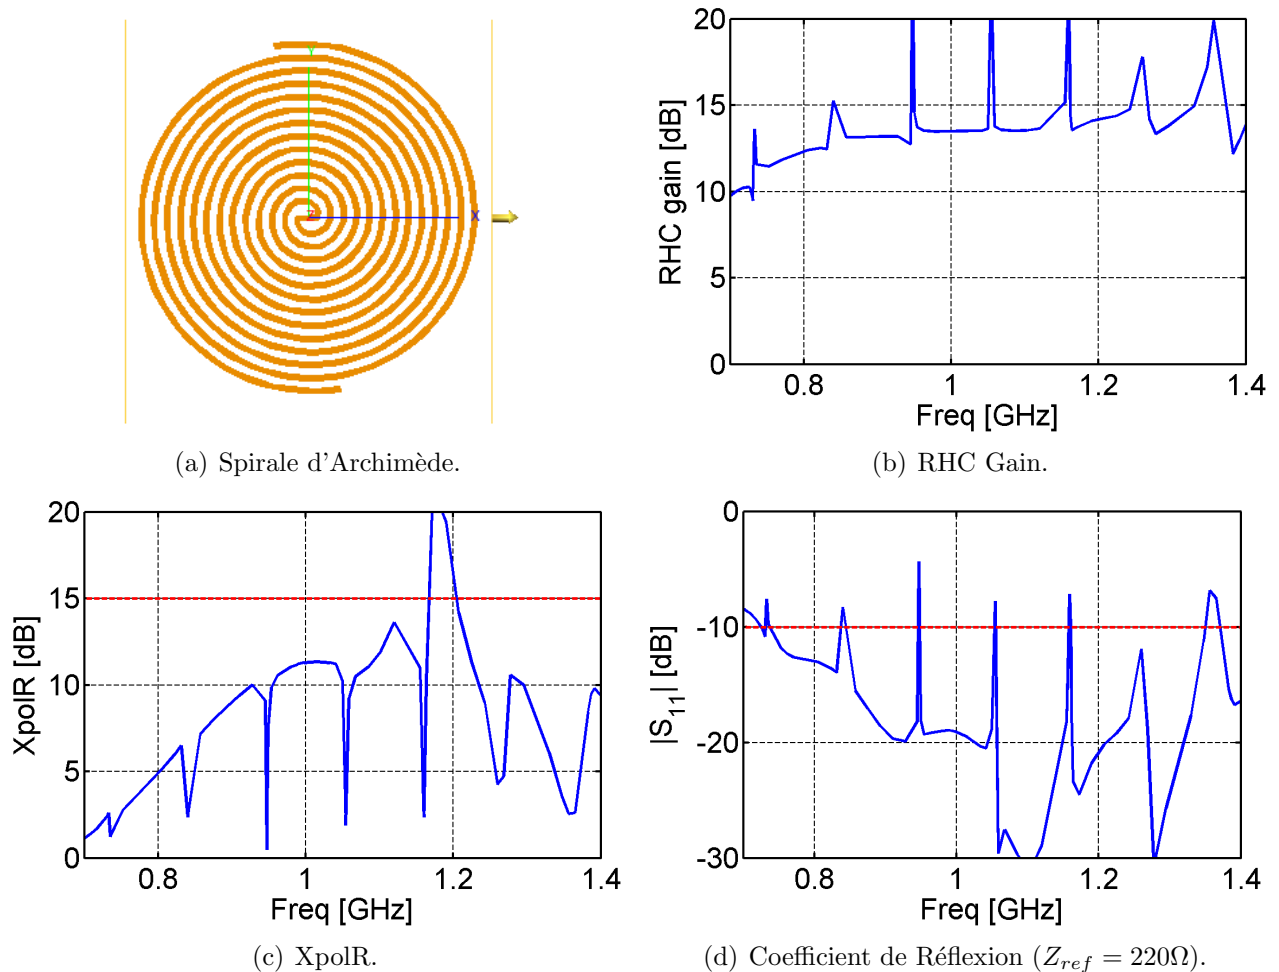 Y
Z
X
(a) Spirale d'Archimède.
20
15
10
5
0
RHC gain [dB]
0.8
1
1.2
1.4
Freq [GHz]
(b) RHC Gain.
20
15
10
5
0
XpolR [dB]
0.8
1
1.2
1.4
Freq [GHz]
(c) XpolR.
0
-10
-20
-30
|S11| [dB]
0.8
1
1.2
1.4
Freq [GHz]
(d) Coefficient de Réflexion (Zref = 220Ω).